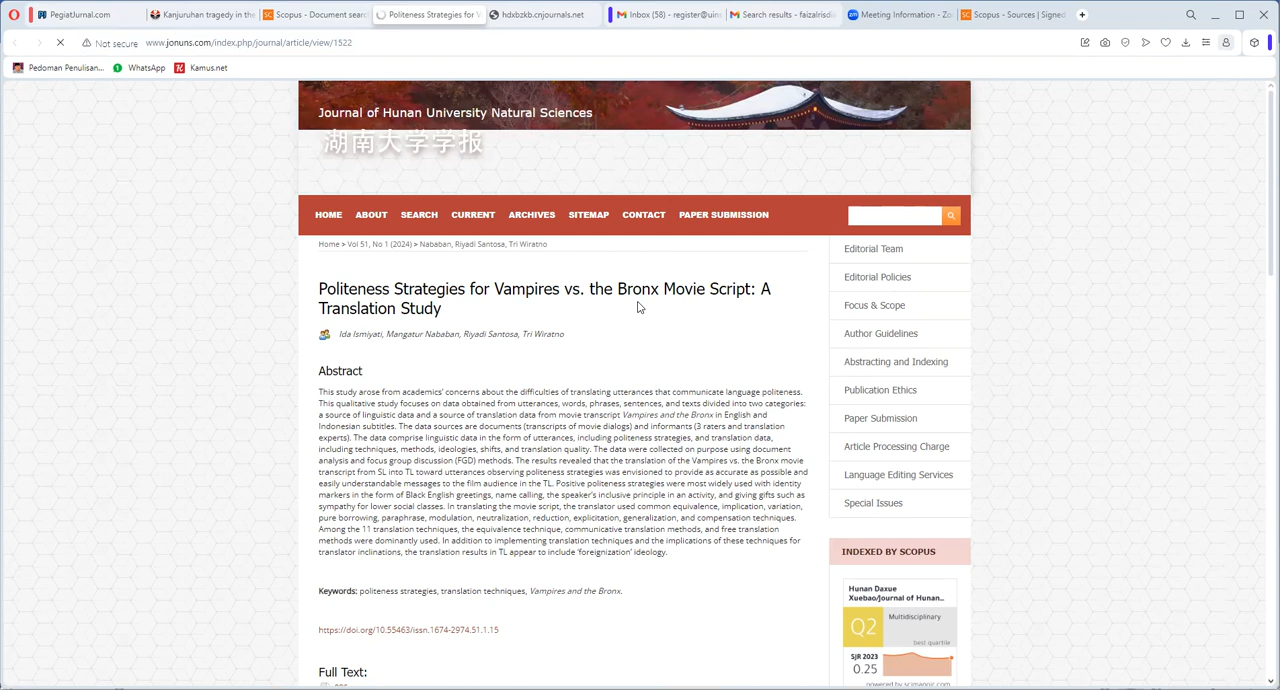 PegiatJurnal.com
Kanjuruhan tragedy in the
Scopus - Document searc
Politeness Strategies for V
hdxbzkb.cnjournals.net
Inbox (58) - register@uin
Search results - faizalrisdia
Meeting Information - Zo
Scopus - Sources | Signed
Not secure
www.jonuns.com/index.php/journal/article/view/1522
Pedoman Penulisan...
WhatsApp
Kamus.net
Journal of Hunan University Natural Sciences
湖南大学学报
HOME
ABOUT
SEARCH
CURRENT
ARCHIVES
SITEMAP
CONTACT
PAPER SUBMISSION
Home > Vol 51, No 1 (2024) > Nababan, Riyadi Santosa, Tri Wiratno
Politeness Strategies for Vampires vs. the Bronx Movie Script: A
Translation Study
Ida Ismiyati, Mangatur Nababan, Riyadi Santosa, Tri Wiratno
Abstract
This study arose from academics' concerns about the difficulties of translating utterances that communicate language politeness.
This qualitative study focuses on data obtained from utterances, words, phrases, sentences, and texts divided into two categories:
a source of linguistic data and a source of translation data from movie transcript Vampires and the Bronx in English and
Indonesian subtitles. The data sources are documents (transcripts of movie dialogs) and informants (3 raters and translation
experts). The data comprise linguistic data in the form of utterances, including politeness strategies, and translation data,
including techniques, methods, ideologies, shifts, and translation quality. The data were collected on purpose using document
analysis and focus group discussion (FGD) methods. The results revealed that the translation of the Vampires vs. the Bronx movie
transcript from SL into TL toward utterances observing politeness strategies was envisioned to provide as accurate as possible and
easily understandable messages to the film audience in the TL. Positive politeness strategies were most widely used with identity
markers in the form of Black English greetings, name calling, the speaker's inclusive principle in an activity, and giving gifts such as
sympathy for lower social classes. In translating the movie script, the translator used common equivalence, implication, variation,
pure borrowing, paraphrase, modulation, neutralization, reduction, explicitation, generalization, and compensation techniques.
Among the 11 translation techniques, the equivalence technique, communicative translation methods, and free translation
methods were dominantly used. In addition to implementing translation techniques and the implications of these techniques for
translator inclinations, the translation results in TL appear to include 'foreignization' ideology.
Keywords: politeness strategies, translation techniques, Vampires and the Bronx.
https://doi.org/10.55463/issn.1674-2974.51.1.15
Full Text:
Editorial Team
Editorial Policies
Focus & Scope
Author Guidelines
Abstracting and Indexing
Publication Ethics
Paper Submission
Article Processing Charge
Language Editing Services
Special Issues
INDEXED BY SCOPUS
Hunan Daxue
Xuebao/Journal of Hunan...
Q2
Multidisciplinary
best quartile
SJR 2023
0.25
powered by scimagojr.com